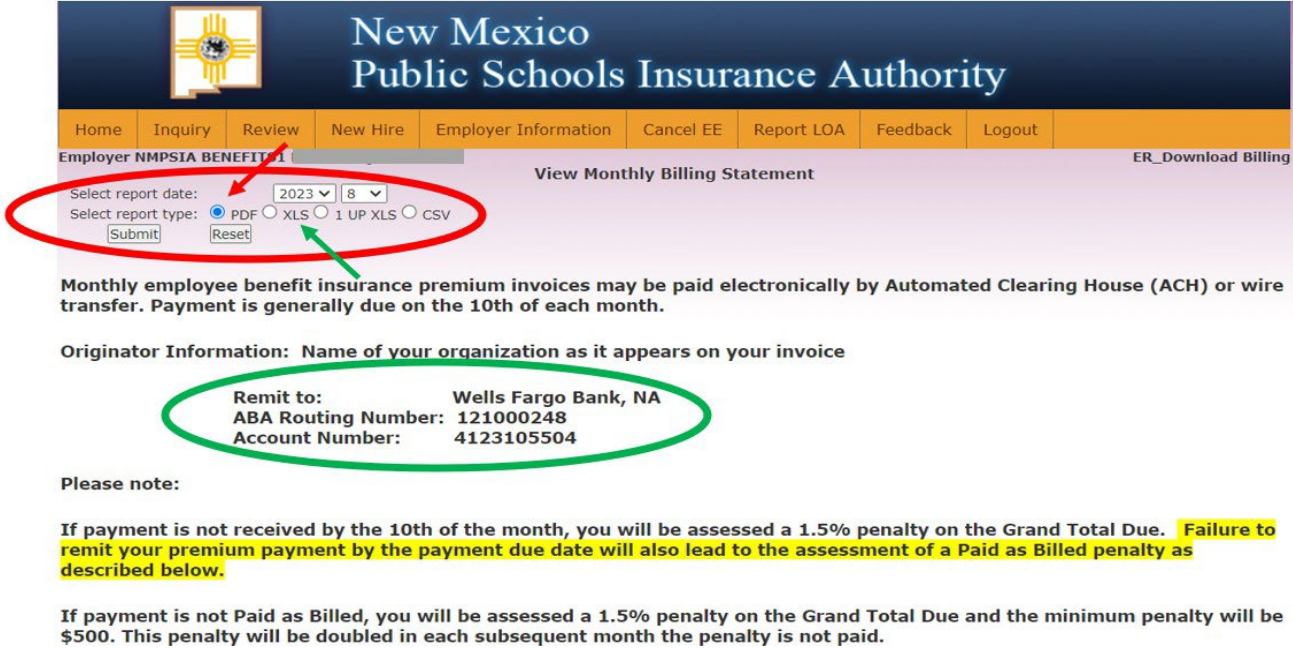 New Mexico
Public Schools Insurance Authority
Home Inquiry Review New Hire Employer Information Cancel EE Report LOA Feedback Logout
Employer NMPSIA BENEFITS1 ER_Download Billing
View Monthly Billing Statement
Select report date: 2023 8
Select report type: PDF XLS 1 UP XLS CSV
Submit Reset
Monthly employee benefit insurance premium invoices may be paid electronically by Automated Clearing House (ACH) or wire
transfer. Payment is generally due on the 10th of each month.
Originator Information: Name of your organization as it appears on your invoice
Remit to: Wells Fargo Bank, NA
ABA Routing Number: 121000248
Account Number: 4123105504
Please note:
If payment is not received by the 10th of the month, you will be assessed a 1.5% penalty on the Grand Total Due. Failure to
remit your premium payment by the payment due date will also lead to the assessment of a Paid as Billed penalty as
described below.
If payment is not Paid as Billed, you will be assessed a 1.5% penalty on the Grand Total Due and the minimum penalty will be
$500. This penalty will be doubled in each subsequent month the penalty is not paid.